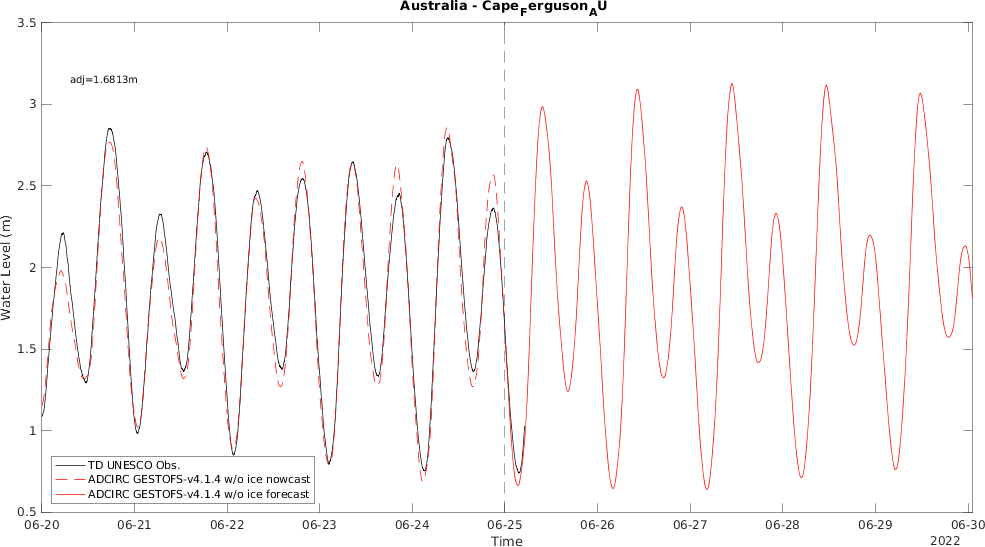 Australia - Cape_Ferguson_AU
adj=1.6813m
Water Level (m)
3.5
3
2.5
2
1.5
1
0.5
TD UNESCO Obs.
ADCIRC GESTOFS-v4.1.4 w/o ice nowcast
ADCIRC GESTOFS-v4.1.4 w/o ice forecast
06-20 06-21 06-22 06-23 06-24 06-25 06-26 06-27 06-28 06-29 06-30
Time
2022